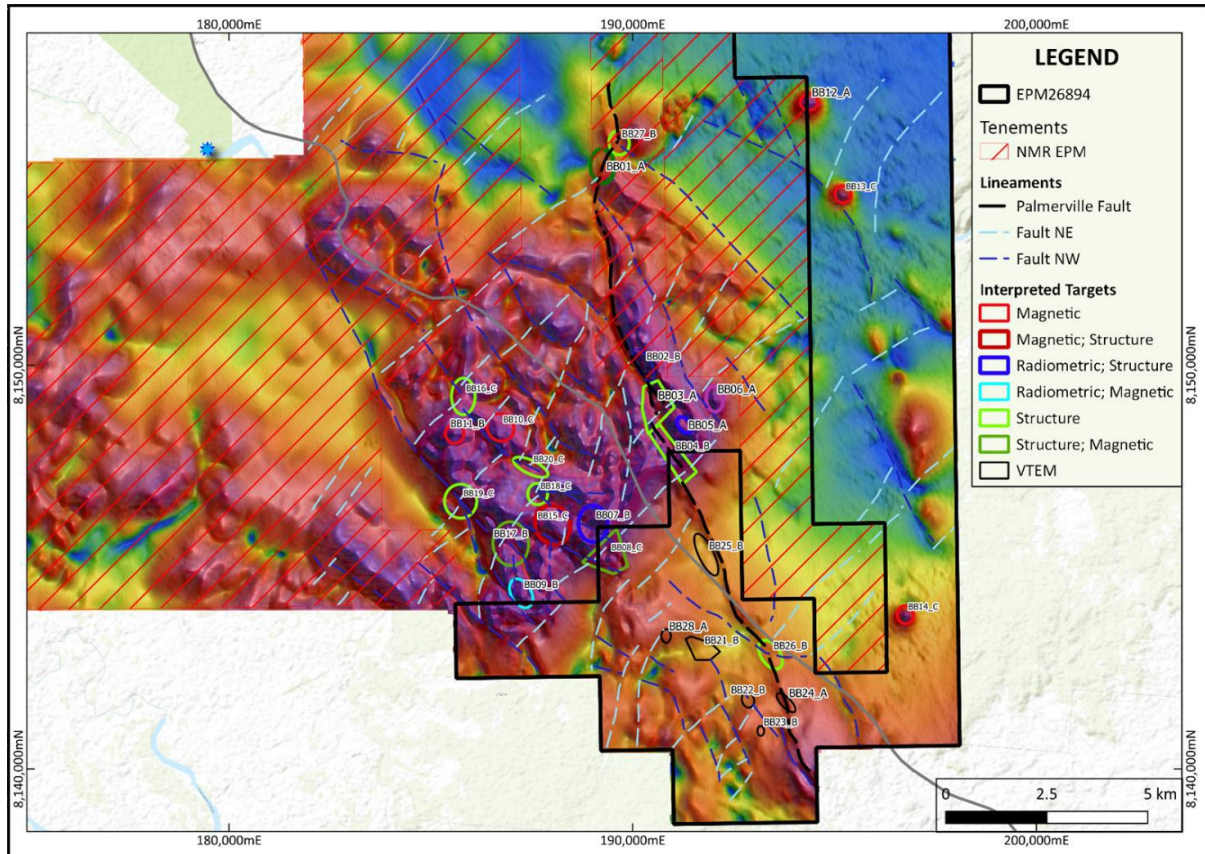 180,000mE
190,000mE
200,000mE
8,150,000mN
8,150,000mN
8,140,000mN
8,140,000mN
180,000mE
190,000mE
200,000mE
LEGEND
EPM26894
Tenements
NMR EPM
Lineaments
Palmerville Fault
Fault NE
Fault NW
Interpreted Targets
Magnetic
Magnetic; Structure
Radiometric; Structure
Radiometric; Magnetic
Structure
Structure; Magnetic
VTEM
BB12_A
BB27_B
BB01_A
BB13_C
BB02_B
BB16_C
BB03_A
BB06_A
BB11_B
BB10_C
BB05_A
BB04_B
BB20_C
BB19_C
BB18_C
BB15_C
BB07_B
BB17_B
BB08_C
BB25_B
BB09_B
BB14_C
BB28_A
BB21_B
BB26_B
BB22_B
BB24_A
BB23_B
0 2.5 5 km